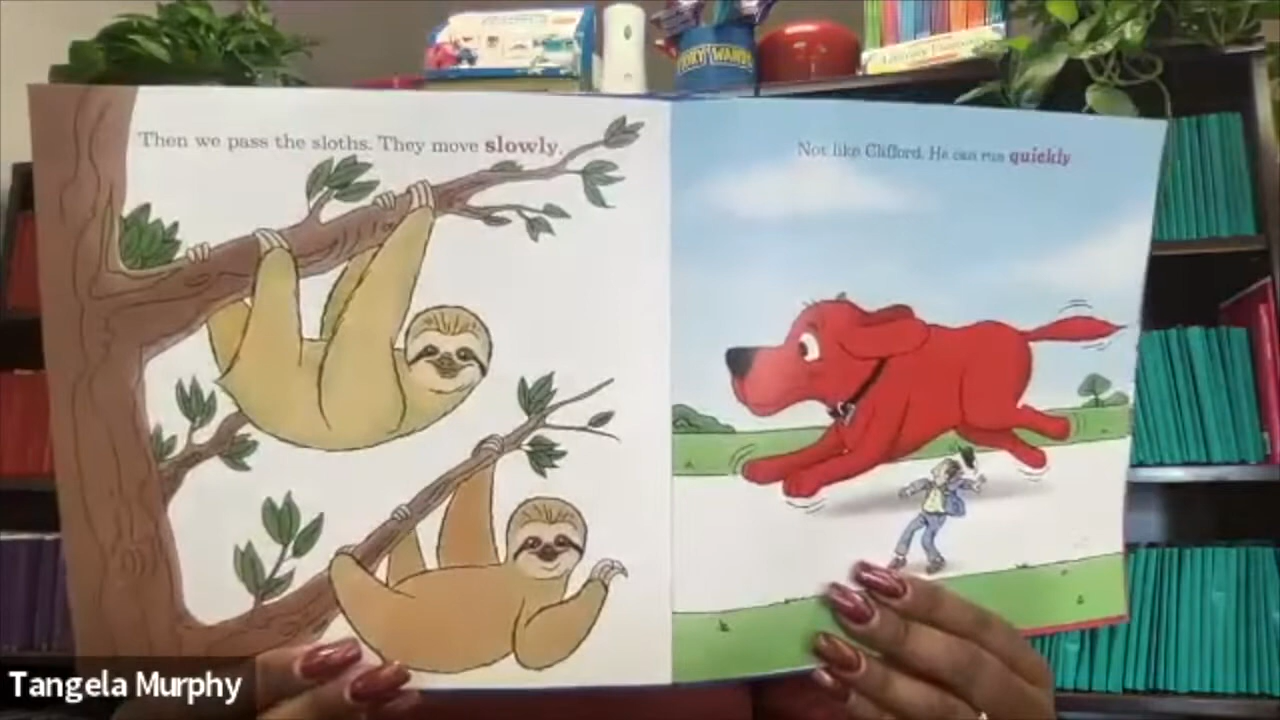 Then we pass the sloths. They move slowly.
Not like Clifford. He can run quickly
Tangela Murphy